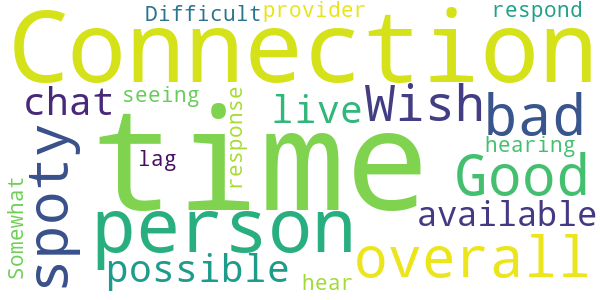 Difficult provider respond
Connection
chat seeing live Wish bad
time
lag response hearing
spoty Good
Somewhat person available
possible overall
hear